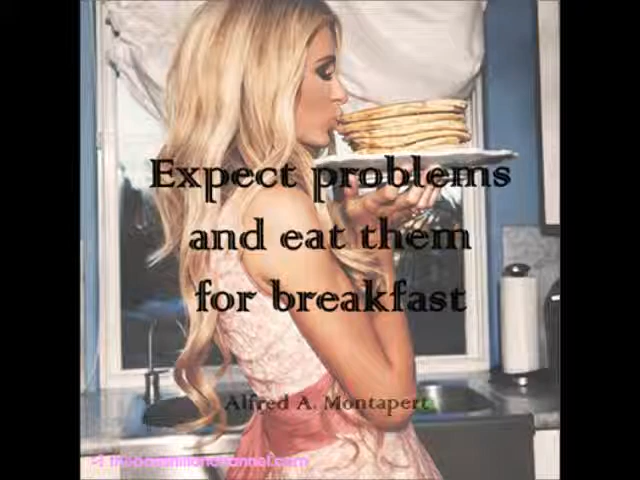 Expect problems
and eat them
for breakfast
Alfred A. Montapert